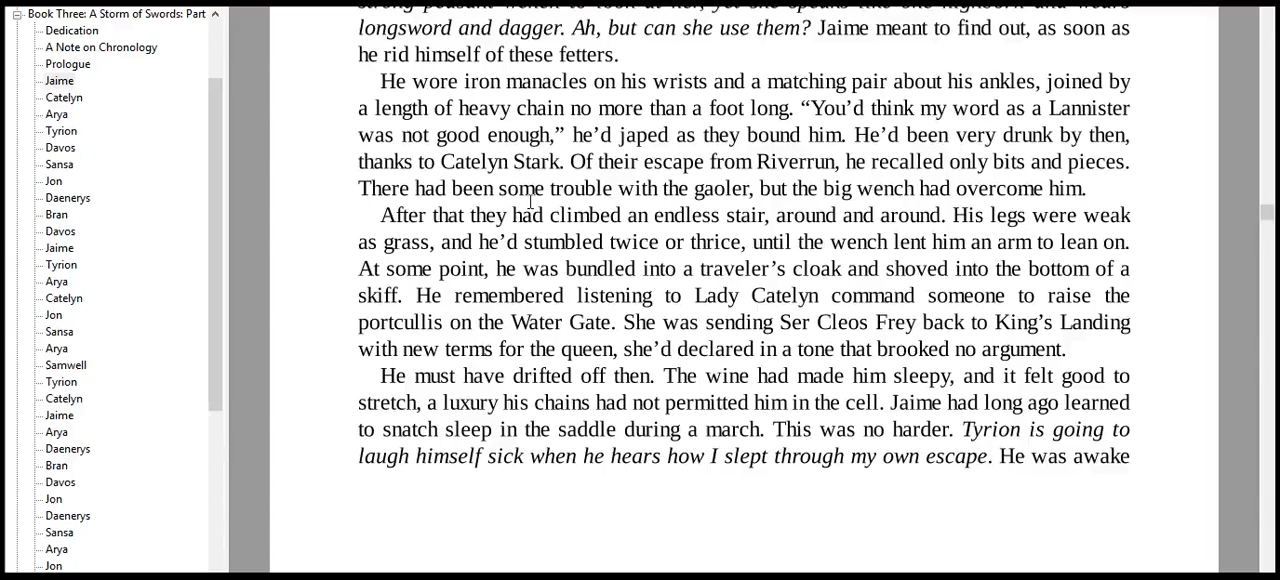 Book Three: A Storm of Swords: Part
Dedication
A Note on Chronology
Prologue
Jaime
Catelyn
Arya
Tyrion
Davos
Sansa
Jon
Daenerys
Bran
Davos
Jaime
Tyrion
Arya
Catelyn
Jon
Sansa
Arya
Samwell
Tyrion
Catelyn
Jaime
Arya
Daenerys
Bran
Davos
Jon
Daenerys
Sansa
Arya
Jon
longsword and dagger. Ah, but can she use them? Jaime meant to find out, as soon as
he rid himself of these fetters.
He wore iron manacles on his wrists and a matching pair about his ankles, joined by
a length of heavy chain no more than a foot long. “You’d think my word as a Lannister
was not good enough,” he’d japed as they bound him. He’d been very drunk by then,
thanks to Catelyn Stark. Of their escape from Riverrun, he recalled only bits and pieces.
There had been some trouble with the gaoler, but the big wench had overcome him.
After that they had climbed an endless stair, around and around. His legs were weak
as grass, and he’d stumbled twice or thrice, until the wench lent him an arm to lean on.
At some point, he was bundled into a traveler’s cloak and shoved into the bottom of a
skiff. He remembered listening to Lady Catelyn command someone to raise the
portcullis on the Water Gate. She was sending Ser Cleos Frey back to King’s Landing
with new terms for the queen, she’d declared in a tone that brooked no argument.
He must have drifted off then. The wine had made him sleepy, and it felt good to
stretch, a luxury his chains had not permitted him in the cell. Jaime had long ago learned
to snatch sleep in the saddle during a march. This was no harder. Tyrion is going to
laugh himself sick when he hears how I slept through my own escape. He was awake